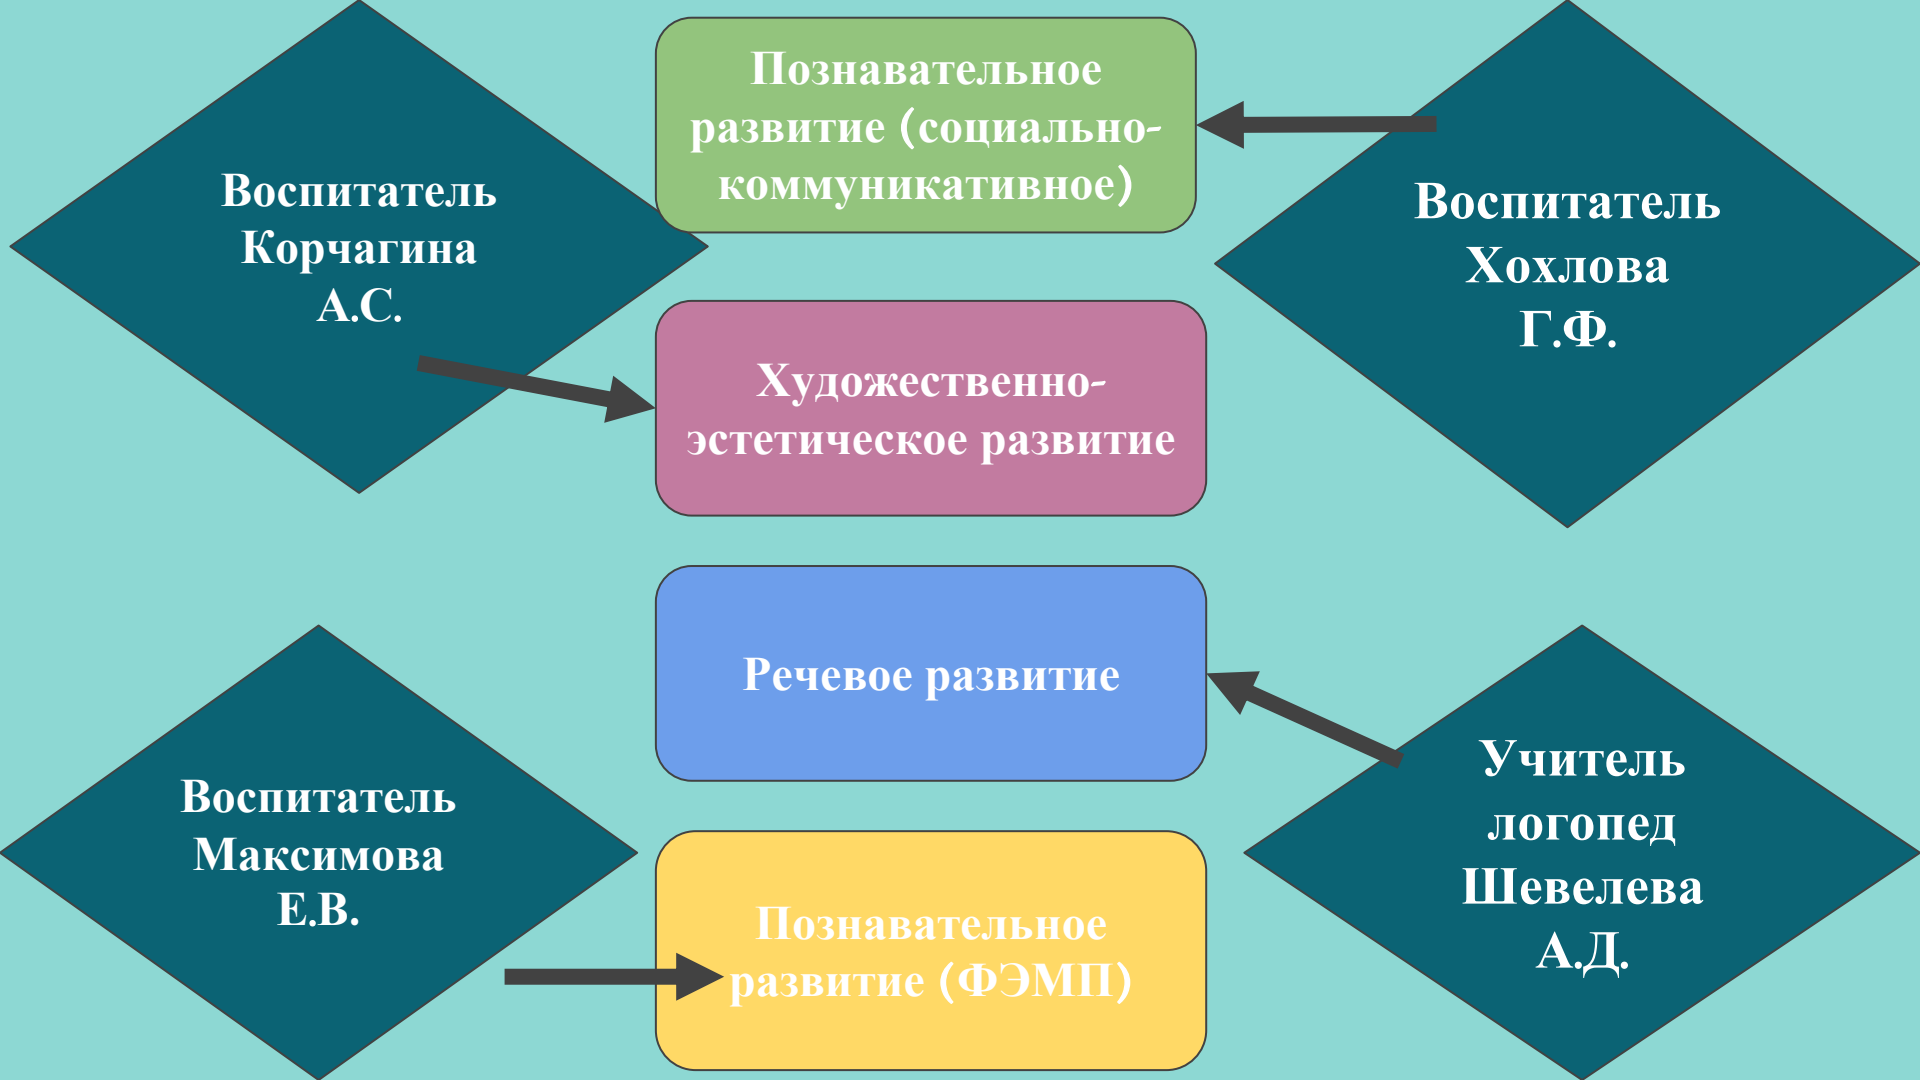 Воспитатель
Корчагина
А.С.
Познавательное
развитие (социально-
коммуникативное)
Воспитатель
Хохлова
Г.Ф.
Художественно-
эстетическое развитие
Речевое развитие
Воспитатель
Максимова
Е.В.
Познавательное
развитие (ФЭМП)
Учитель
логопед
Шевелева
А.Д.